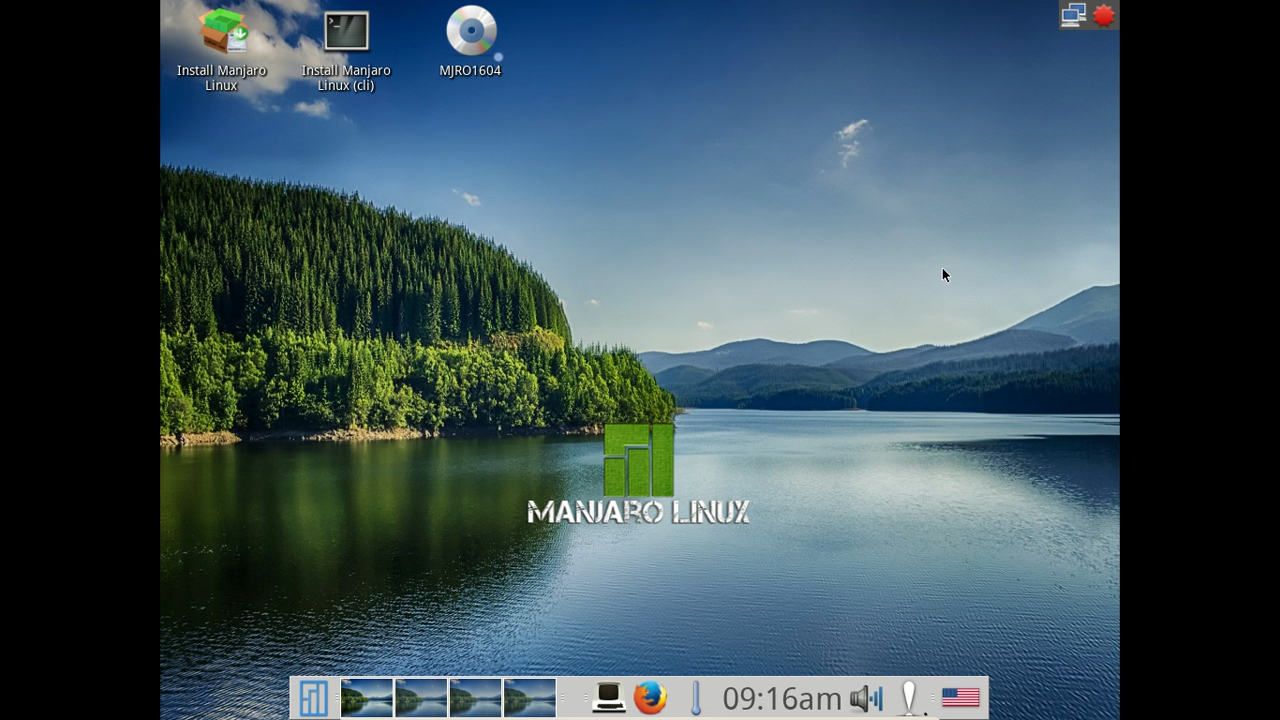 Install Manjaro
Linux
Install Manjaro
Linux (cli)
MJRO1604
MANJARO LINUX
09:16am